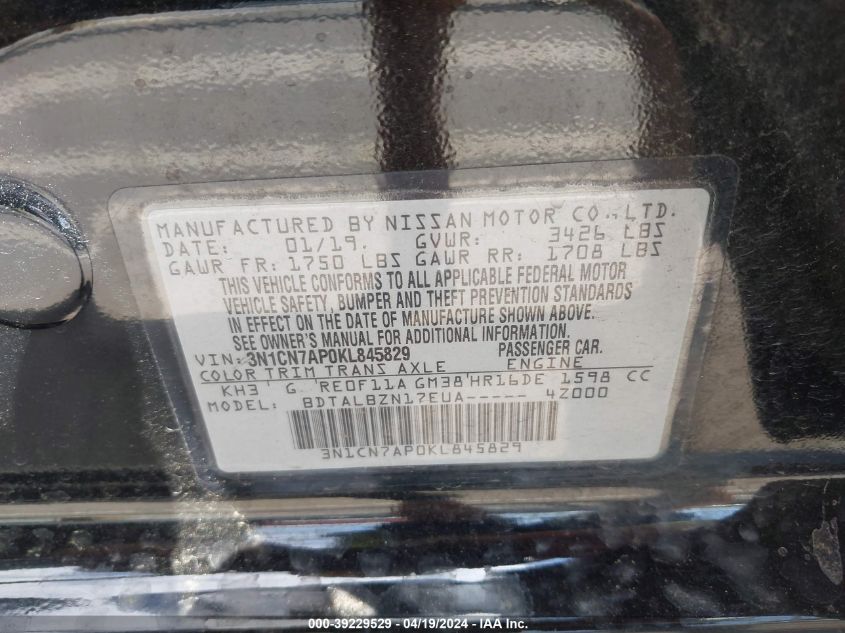 MANUFACTURED BY NISSAN MOTOR CO., LTD.
DATE: 01/19. GVWR: 3426 LBS
GAWR FR: 1750 LBS GAWR RR: 1708 LBS
THIS VEHICLE CONFORMS TO ALL APPLICABLE FEDERAL MOTOR
VEHICLE SAFETY, BUMPER AND THEFT PREVENTION STANDARDS
IN EFFECT ON THE DATE OF MANUFACTURE SHOWN ABOVE.
SEE OWNER'S MANUAL FOR ADDITIONAL INFORMATION.
VIN: 3N1CN7AP0KL845829 PASSENGER CAR.
COLOR TRIM TRANS AXLE ENGINE
KH3 G RE0F11A GM38 HR16DE 1598 CC
MODEL: BDTALBZN17EUA----- 4Z000
3N1CN7AP0KL845829
000-39229529 - 04/19/2024 - IAA Inc.